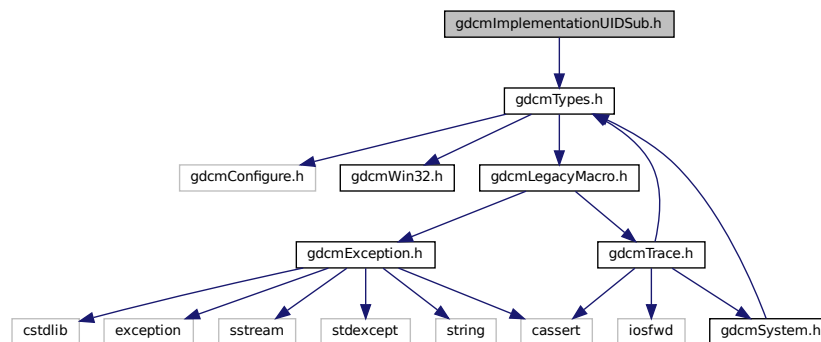 gdcmImplementationUIDSub.h
gdcmTypes.h
gdcmConfigure.h
gdcmWin32.h
gdcmLegacyMacro.h
gdcmException.h
gdcmTrace.h
cstdlib
exception
sstream
stdexcept
string
cassert
iosfwd
gdcmSystem.h